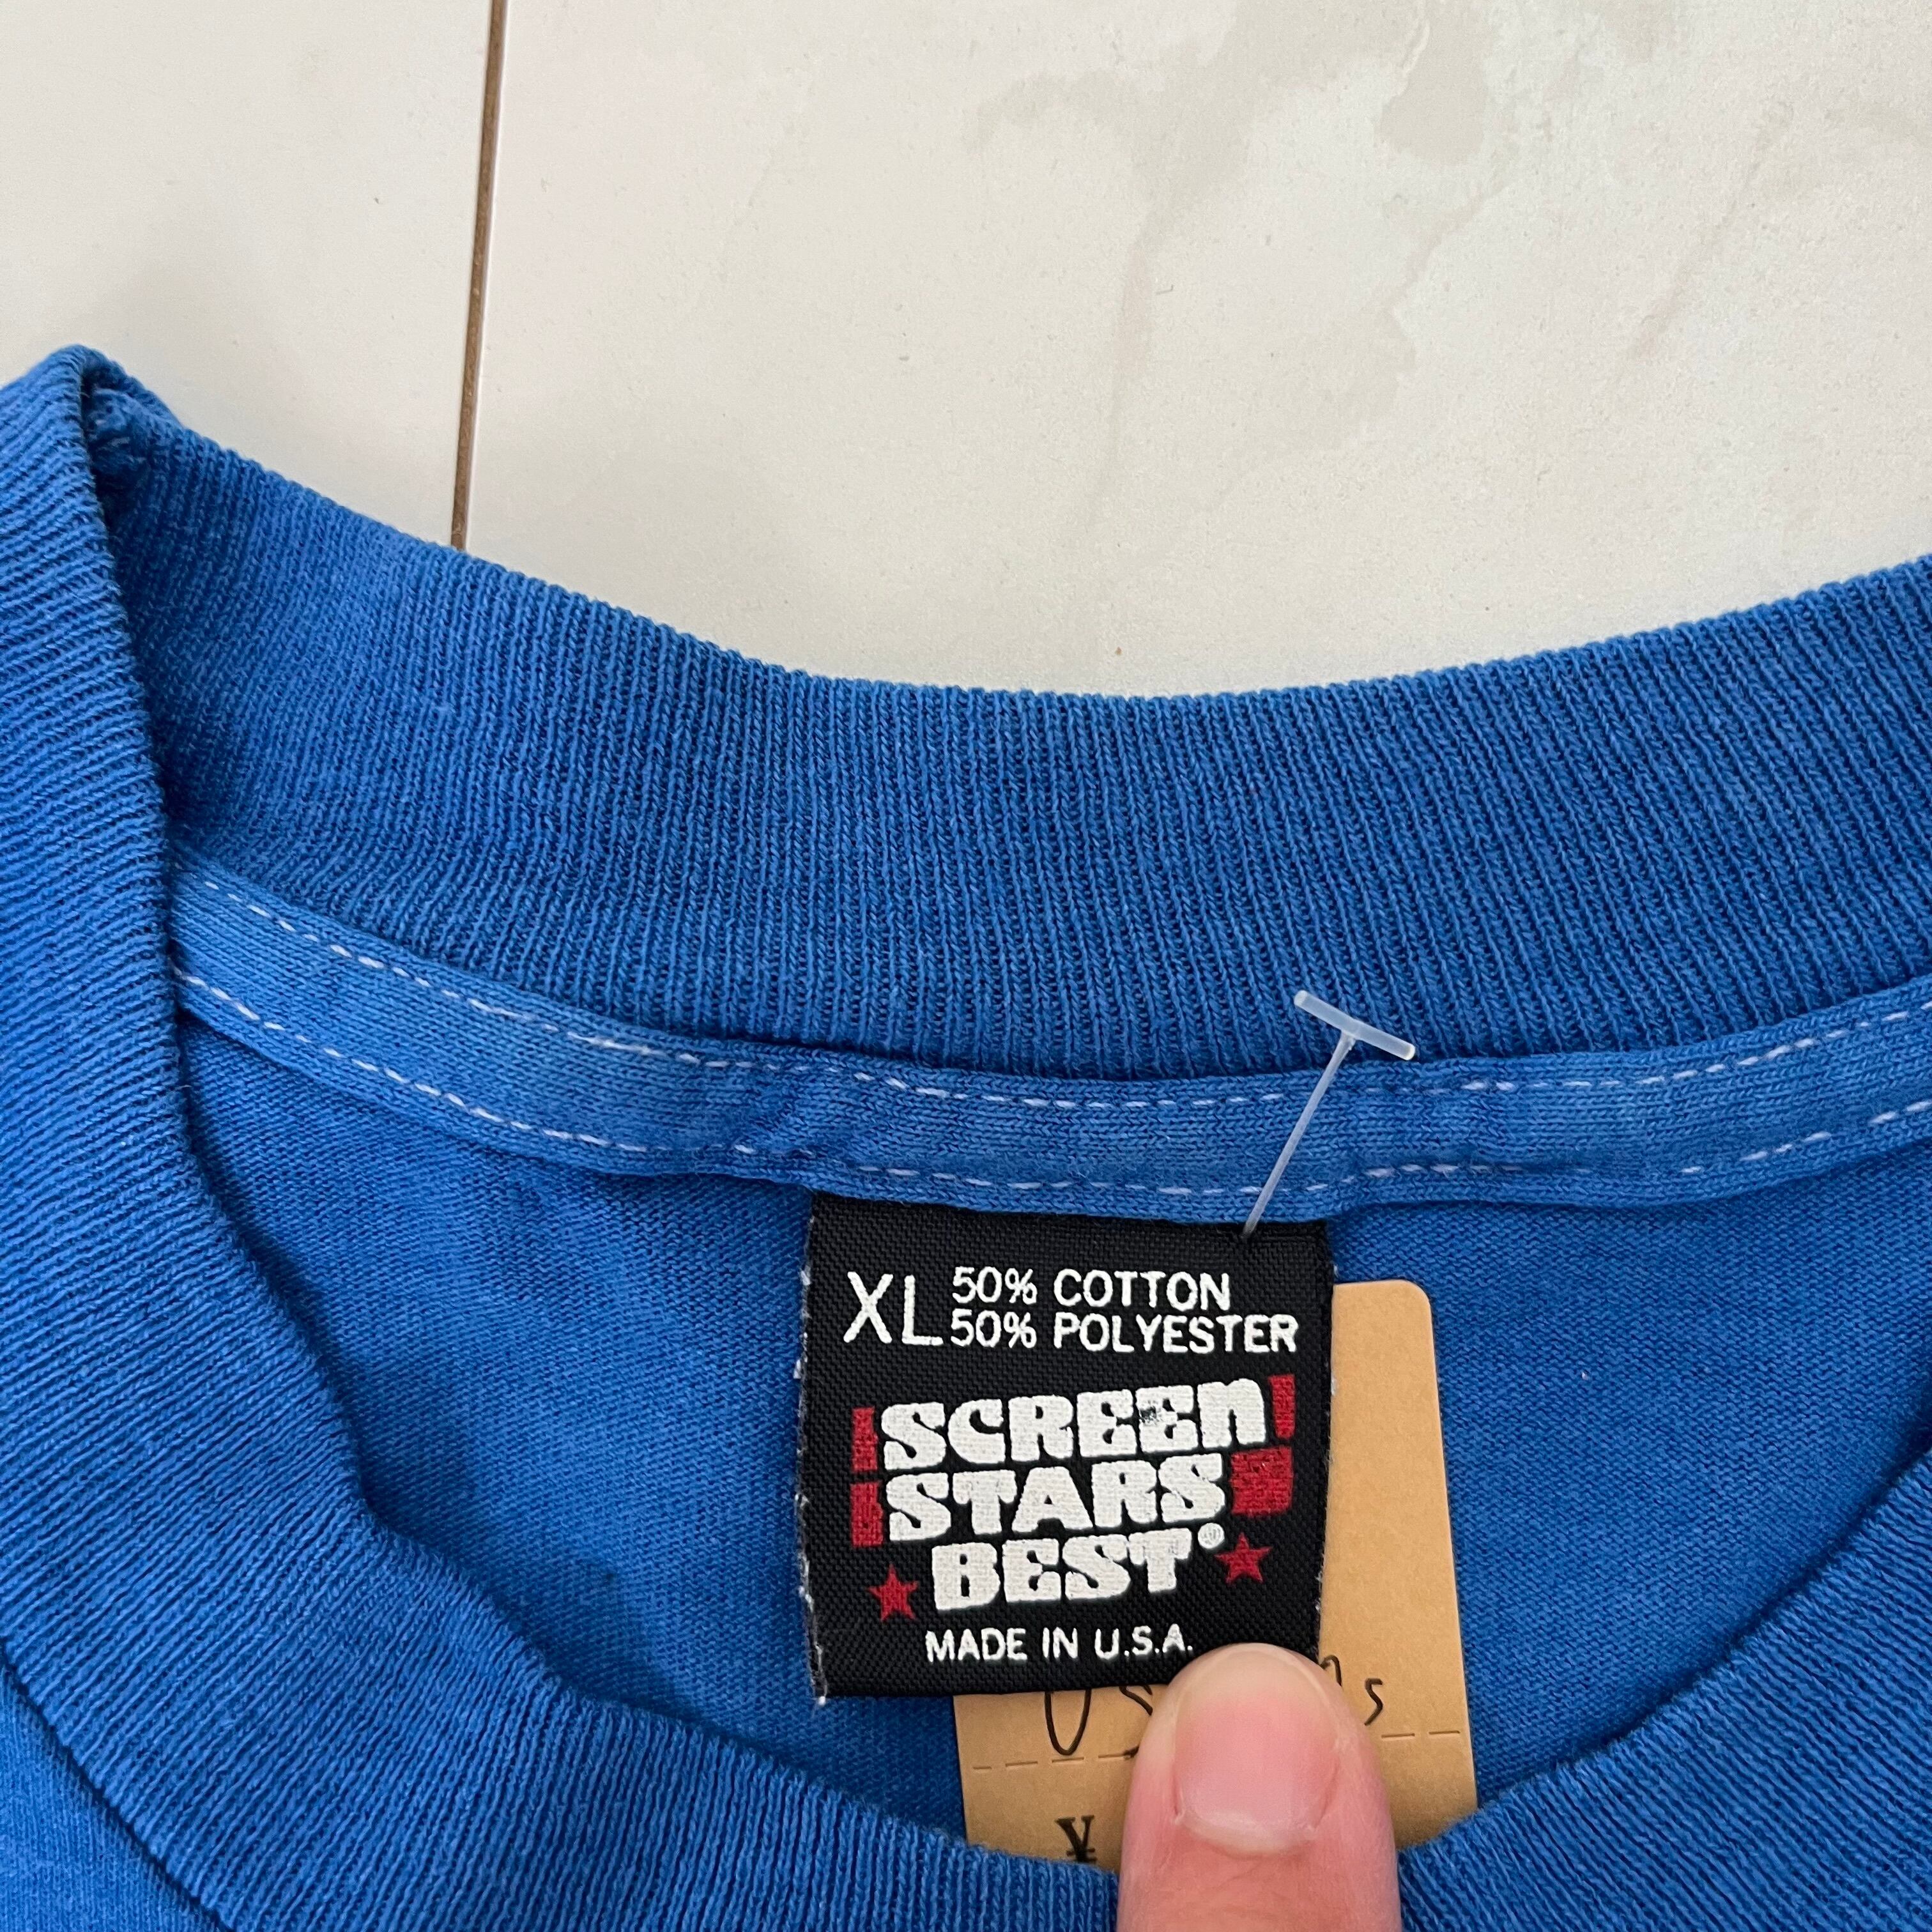 XL 50% COTTON
50% POLYESTER
SCREEN
STARS
BEST®
MADE IN U.S.A.
¥